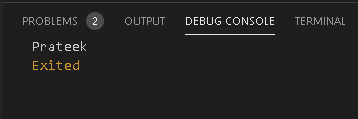 PROBLEMS 2 OUTPUT DEBUG CONSOLE TERMINAL
Prateek
Exited